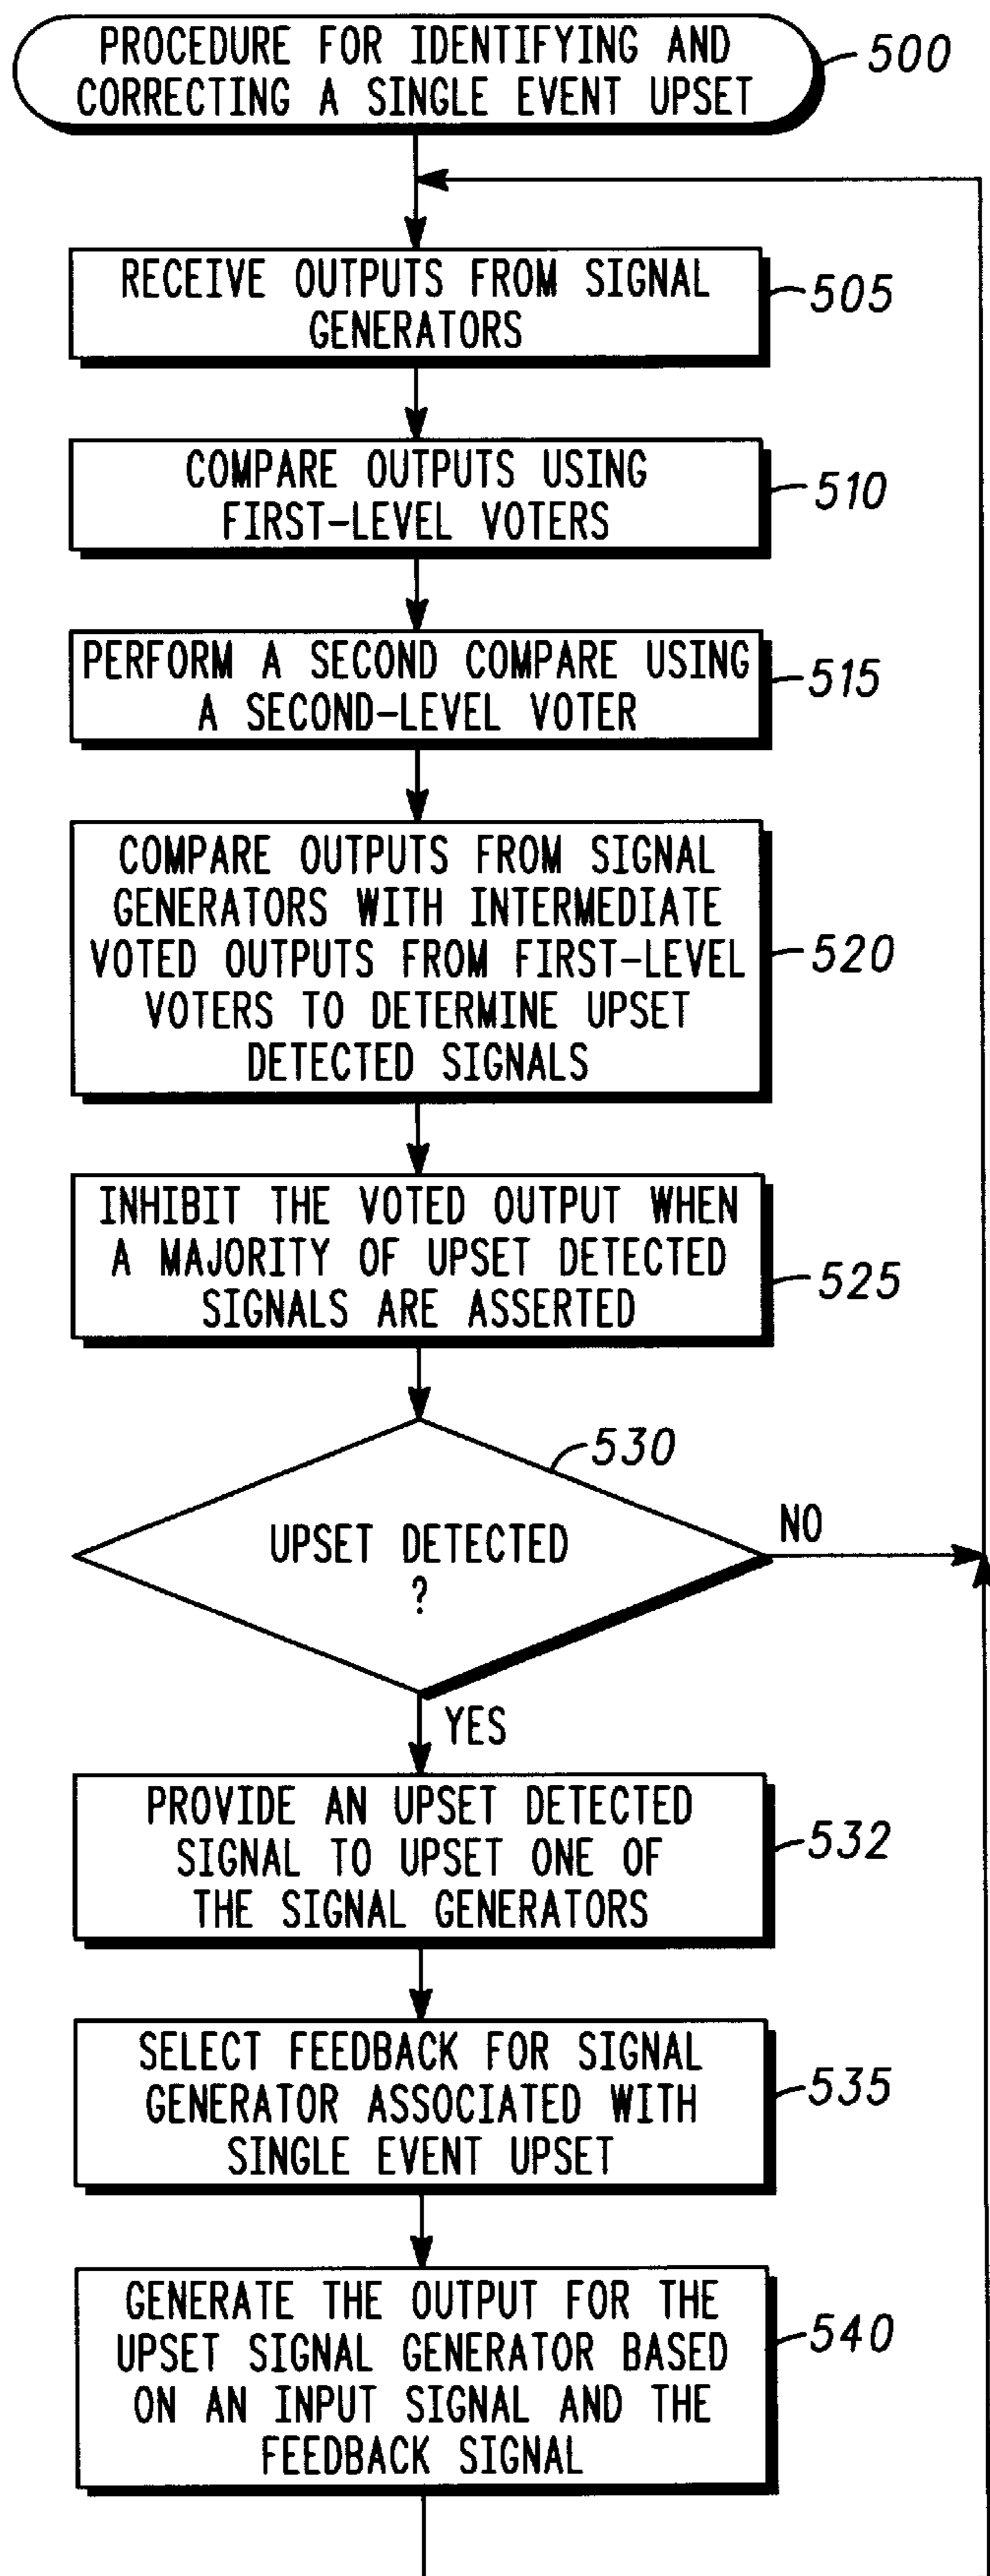 PROCEDURE FOR IDENTIFYING AND
CORRECTING A SINGLE EVENT UPSET
500
RECEIVE OUTPUTS FROM SIGNAL
GENERATORS
505
COMPARE OUTPUTS USING
FIRST-LEVEL VOTERS
510
PERFORM A SECOND COMPARE USING
A SECOND-LEVEL VOTER
515
COMPARE OUTPUTS FROM SIGNAL
GENERATORS WITH INTERMEDIATE
VOTED OUTPUTS FROM FIRST-LEVEL
VOTERS TO DETERMINE UPSET
DETECTED SIGNALS
520
INHIBIT THE VOTED OUTPUT WHEN
A MAJORITY OF UPSET DETECTED
SIGNALS ARE ASSERTED
525
530
UPSET DETECTED
?
NO
YES
PROVIDE AN UPSET DETECTED
SIGNAL TO UPSET ONE OF
THE SIGNAL GENERATORS
532
SELECT FEEDBACK FOR SIGNAL
GENERATOR ASSOCIATED WITH
SINGLE EVENT UPSET
535
GENERATE THE OUTPUT FOR THE
UPSET SIGNAL GENERATOR BASED
ON AN INPUT SIGNAL AND THE
FEEDBACK SIGNAL
540